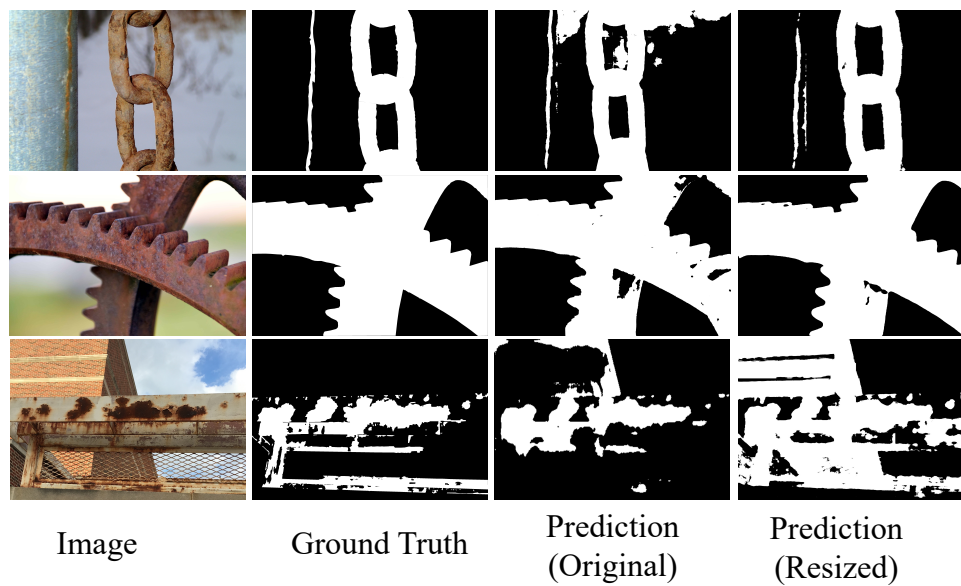 Image
Ground Truth
Prediction
(Original)
Prediction
(Resized)